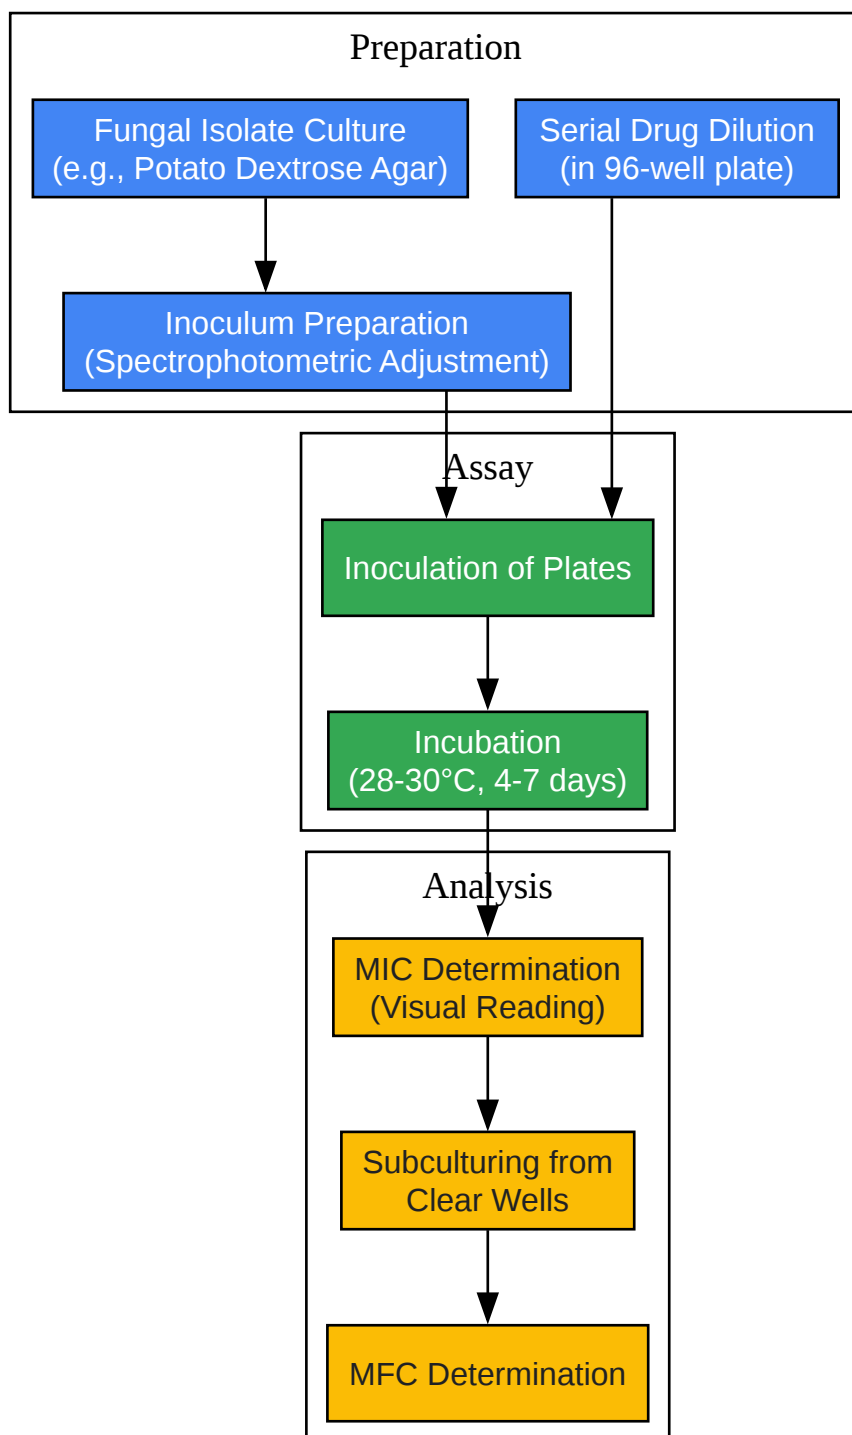 Preparation
Fungal Isolate Culture
(e.g., Potato Dextrose Agar)
Serial Drug Dilution
(in 96-well plate)
Inoculum Preparation
(Spectrophotometric Adjustment)
Assay
Inoculation of Plates
Incubation
(28-30°C, 4-7 days)
Analysis
MIC Determination
(Visual Reading)
Subculturing from
Clear Wells
MFC Determination